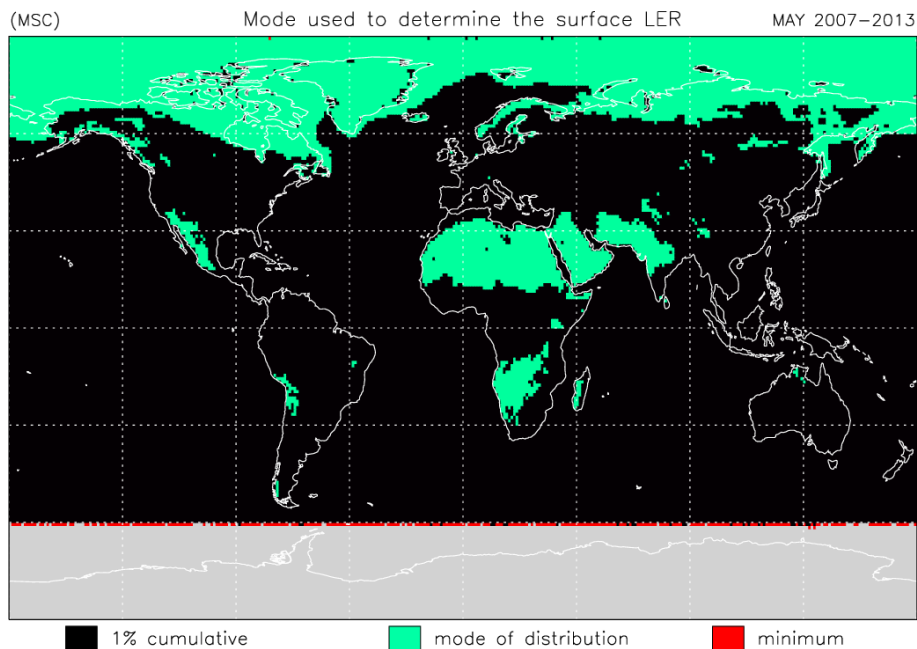 (MSC) Mode used to determine the surface LER MAY 2007-2013
1% cumulative mode of distribution minimum